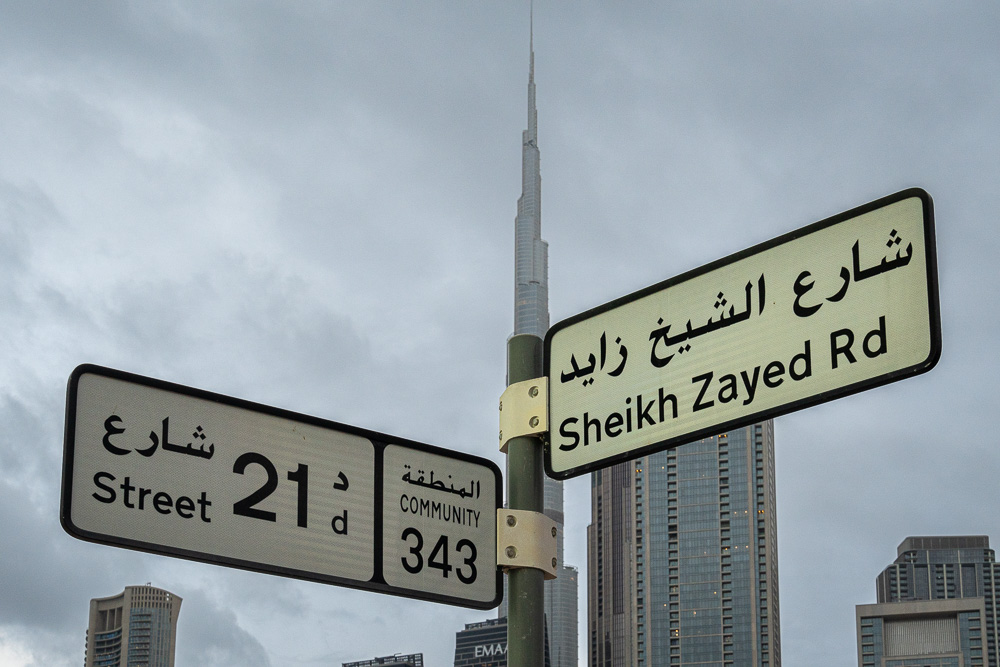 شارع
Street
21
د
d
المنطقة
COMMUNITY
343
شارع الشيخ زايد
Sheikh Zayed Rd